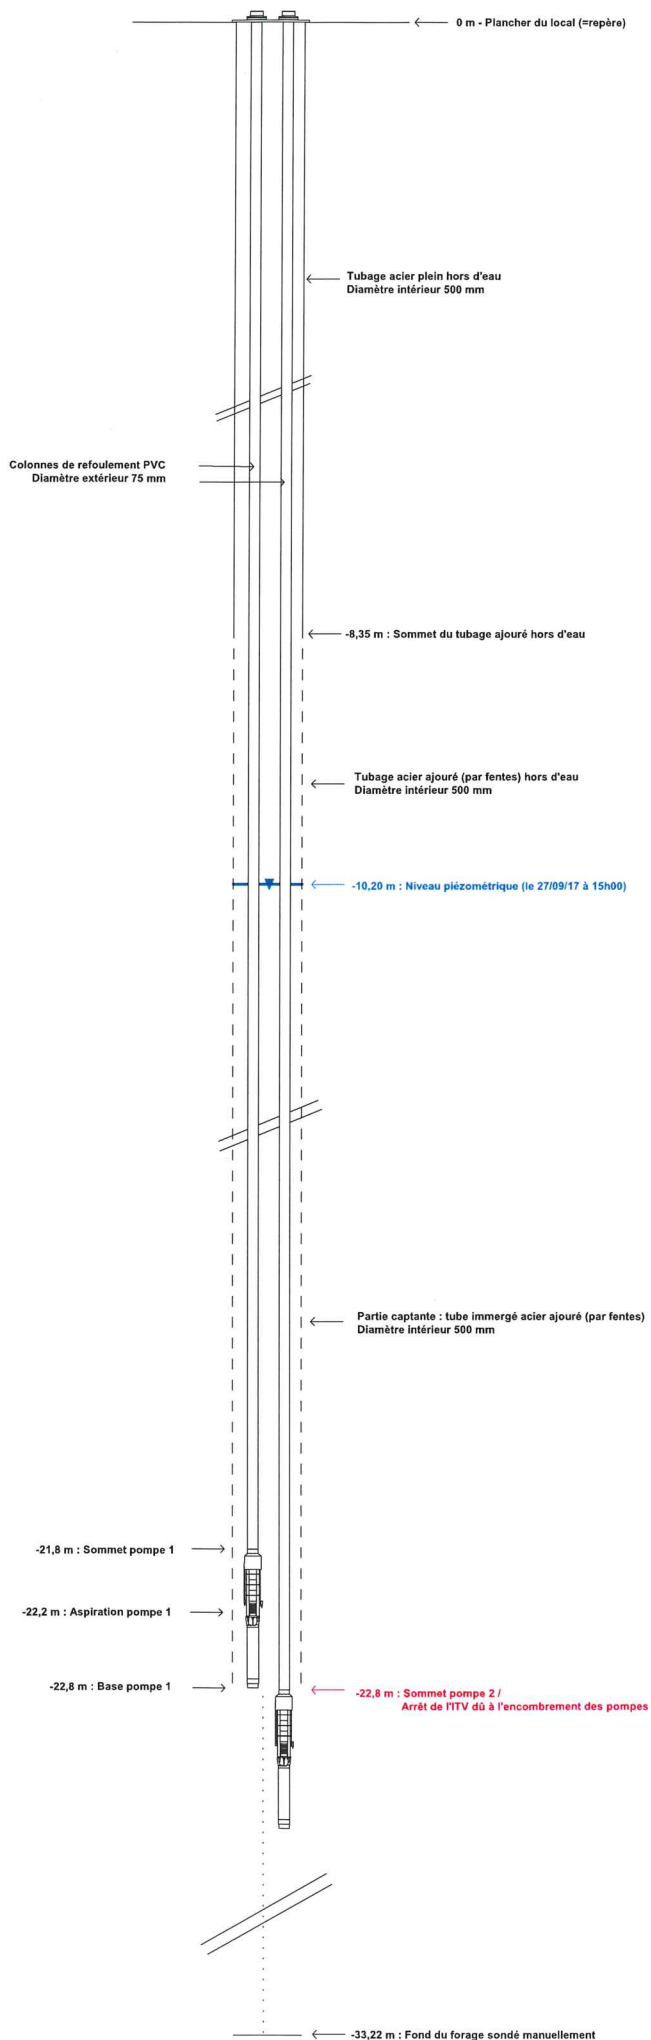 0 m - Plancher du local (=repère)
Tubage acier plein hors d'eau
Diamètre intérieur 500 mm
Colonnes de refoulement PVC
Diamètre extérieur 75 mm
-8,35 m : Sommet du tubage ajouré hors d'eau
Tubage acier ajouré (par fentes) hors d'eau
Diamètre intérieur 500 mm
-10,20 m : Niveau piézométrique (le 27/09/17 à 15h00)
Partie captante : tube immergé acier ajouré (par fentes)
Diamètre intérieur 500 mm
-21,8 m : Sommet pompe 1
-22,2 m : Aspiration pompe 1
-22,8 m : Base pompe 1
-22,8 m : Sommet pompe 2 /
Arrêt de l'ITV dû à l'encombrement des pompes
-33,22 m : Fond du forage sondé manuellement